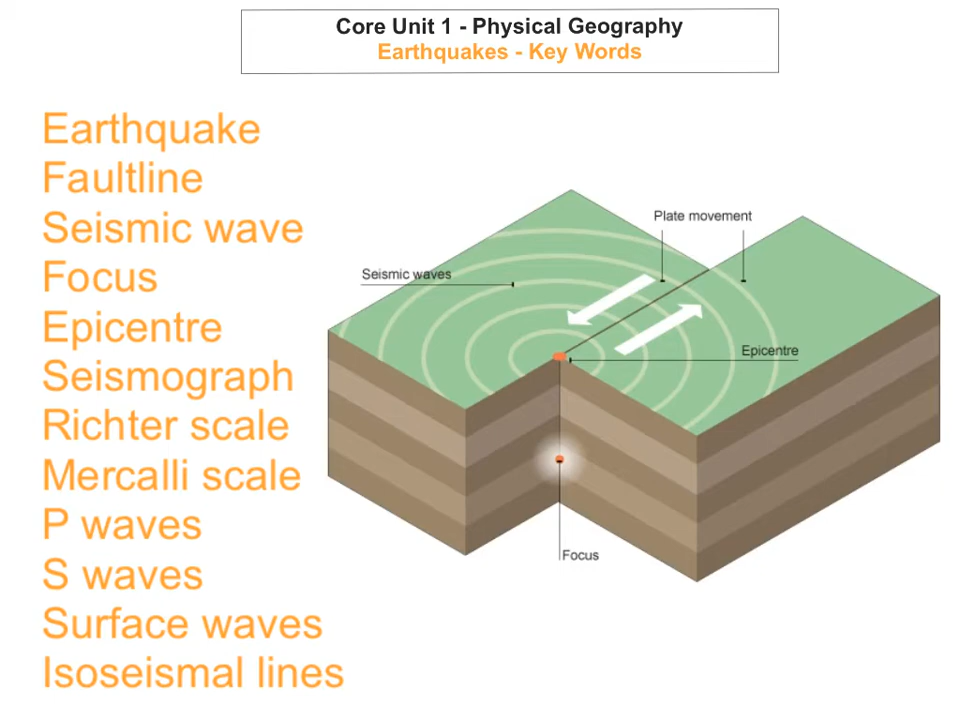 Core Unit 1 - Physical Geography
Earthquakes - Key Words
Earthquake
Faultline
Seismic wave
Focus
Epicentre
Seismograph
Richter scale
Mercalli scale
P waves
S waves
Surface waves
Isoseismal lines
Plate movement
Seismic waves
Epicentre
Focus